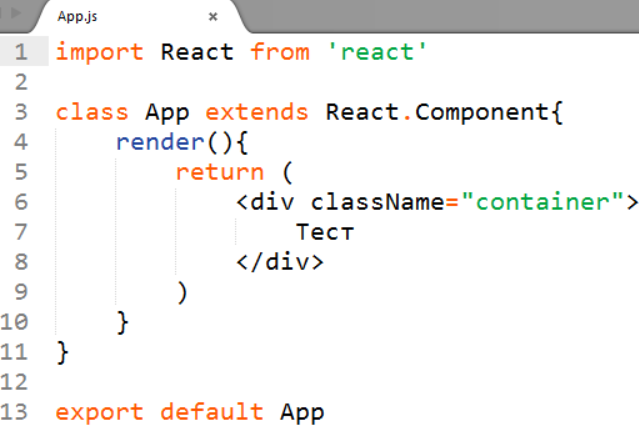 App.js ×
1 import React from 'react'
2
3 class App extends React.Component{
4     render(){
5         return (
6             <div className="container">
7                 Тест
8             </div>
9         )
10     }
11 }
12
13 export default App